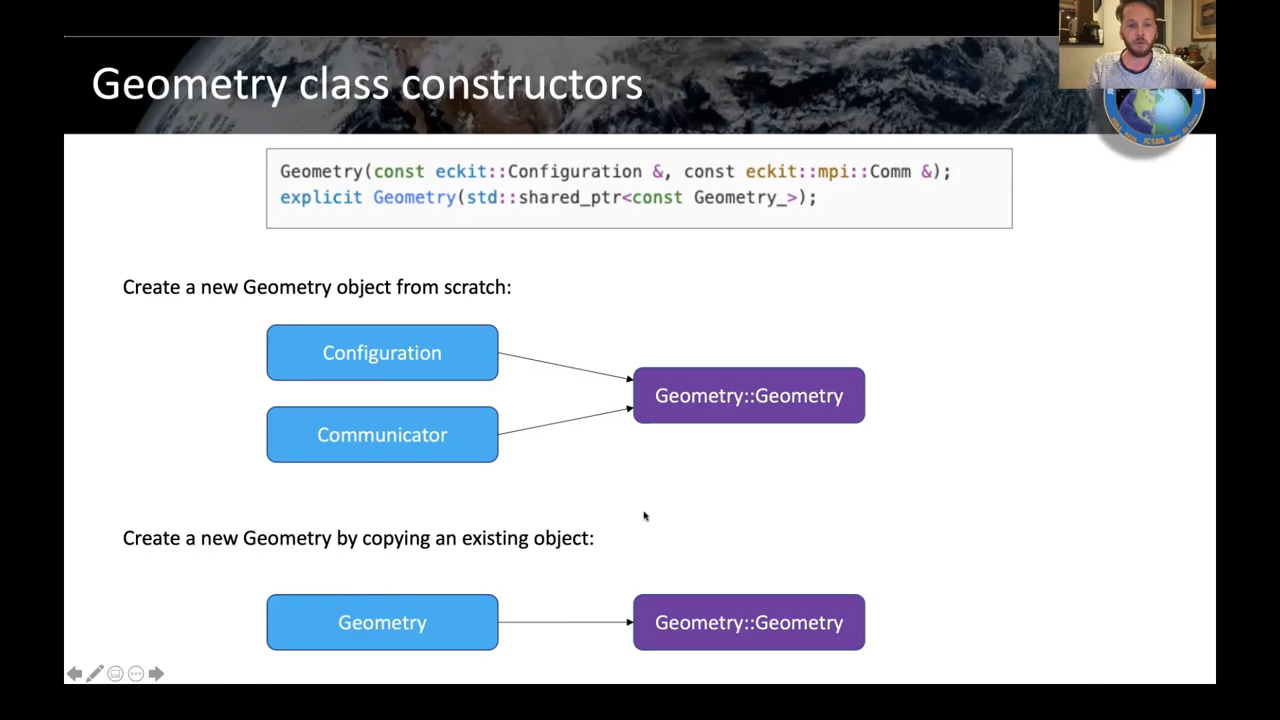 Geometry class constructors
Geometry(const eckit::Configuration &, const eckit::mpi::Comm &);
explicit Geometry(std::shared_ptr<const Geometry_>);
Create a new Geometry object from scratch:
Configuration
Geometry::Geometry
Communicator
Create a new Geometry by copying an existing object:
Geometry
Geometry::Geometry
JCSDA